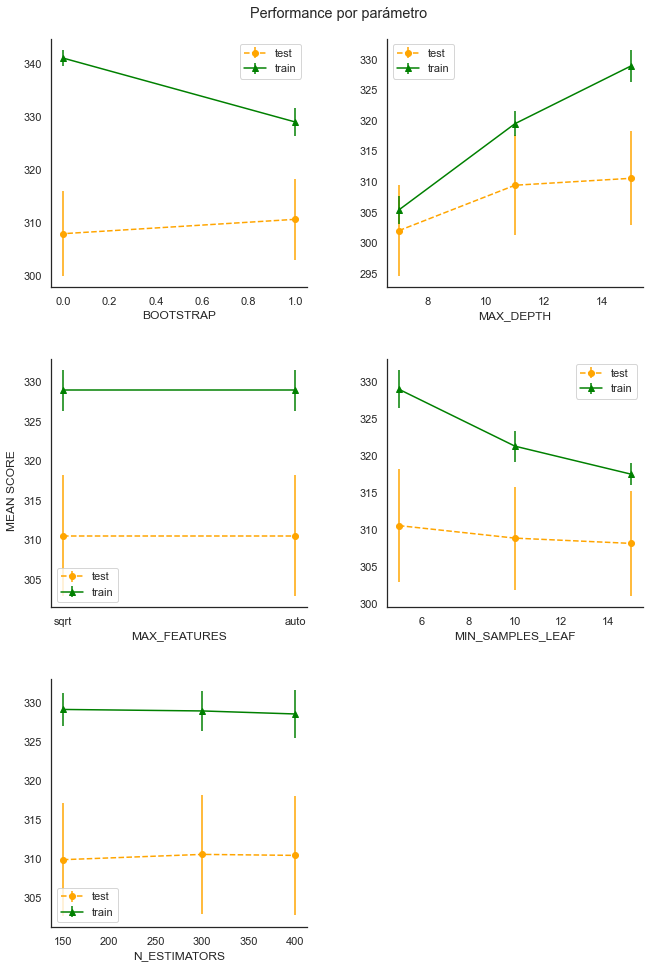 Performance por parámetro
test
train
340
330
320
310
300
0.0 0.2 0.4 0.6 0.8 1.0
BOOTSTRAP
test
train
330
325
320
315
310
305
300
295
8 10 12 14
MAX_DEPTH
MEAN SCORE
330
325
320
315
310
305
test
train
sqrt auto
MAX_FEATURES
test
train
330
325
320
315
310
305
300
6 8 10 12 14
MIN_SAMPLES_LEAF
330
325
320
315
310
305
test
train
150 200 250 300 350 400
N_ESTIMATORS